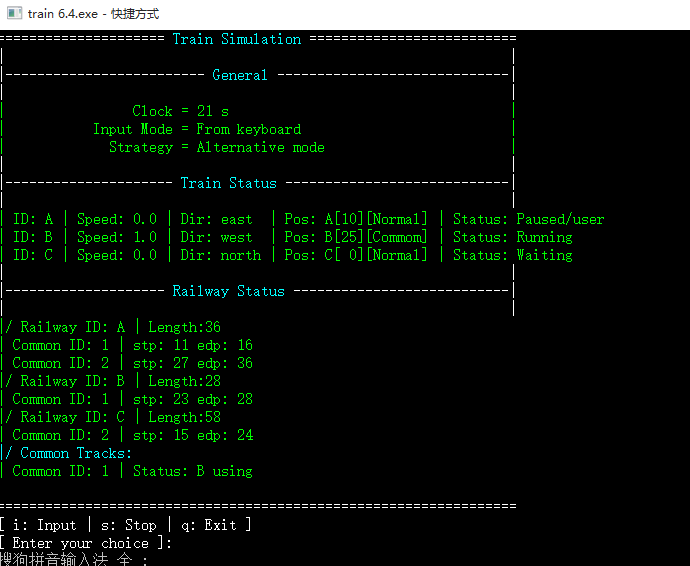 train 6.4.exe - 快捷方式
===================== Train Simulation ==========================
|                                                                |
|------------------------- General -----------------------------|
|                                                                |
Clock = 21 s
Input Mode = From keyboard
Strategy = Alternative mode
|                                                                |
|--------------------- Train Status ----------------------------|
|                                                                |
| ID: A | Speed: 0.0 | Dir: east  | Pos: A[10][Normal] | Status: Paused/user
| ID: B | Speed: 1.0 | Dir: west  | Pos: B[25][Commom] | Status: Running
| ID: C | Speed: 0.0 | Dir: north | Pos: C[ 0][Normal] | Status: Waiting
|                                                                |
|-------------------- Railway Status ---------------------------|
|                                                                |
|/ Railway ID: A | Length:36
| Common ID: 1 | stp: 11 edp: 16
| Common ID: 2 | stp: 27 edp: 36
|/ Railway ID: B | Length:28
| Common ID: 1 | stp: 23 edp: 28
|/ Railway ID: C | Length:58
| Common ID: 2 | stp: 15 edp: 24
|/ Common Tracks:
| Common ID: 1 | Status: B using
=================================================================
[ i: Input | s: Stop | q: Exit ]
[ Enter your choice ]:
搜狗拼音输入法 全 :